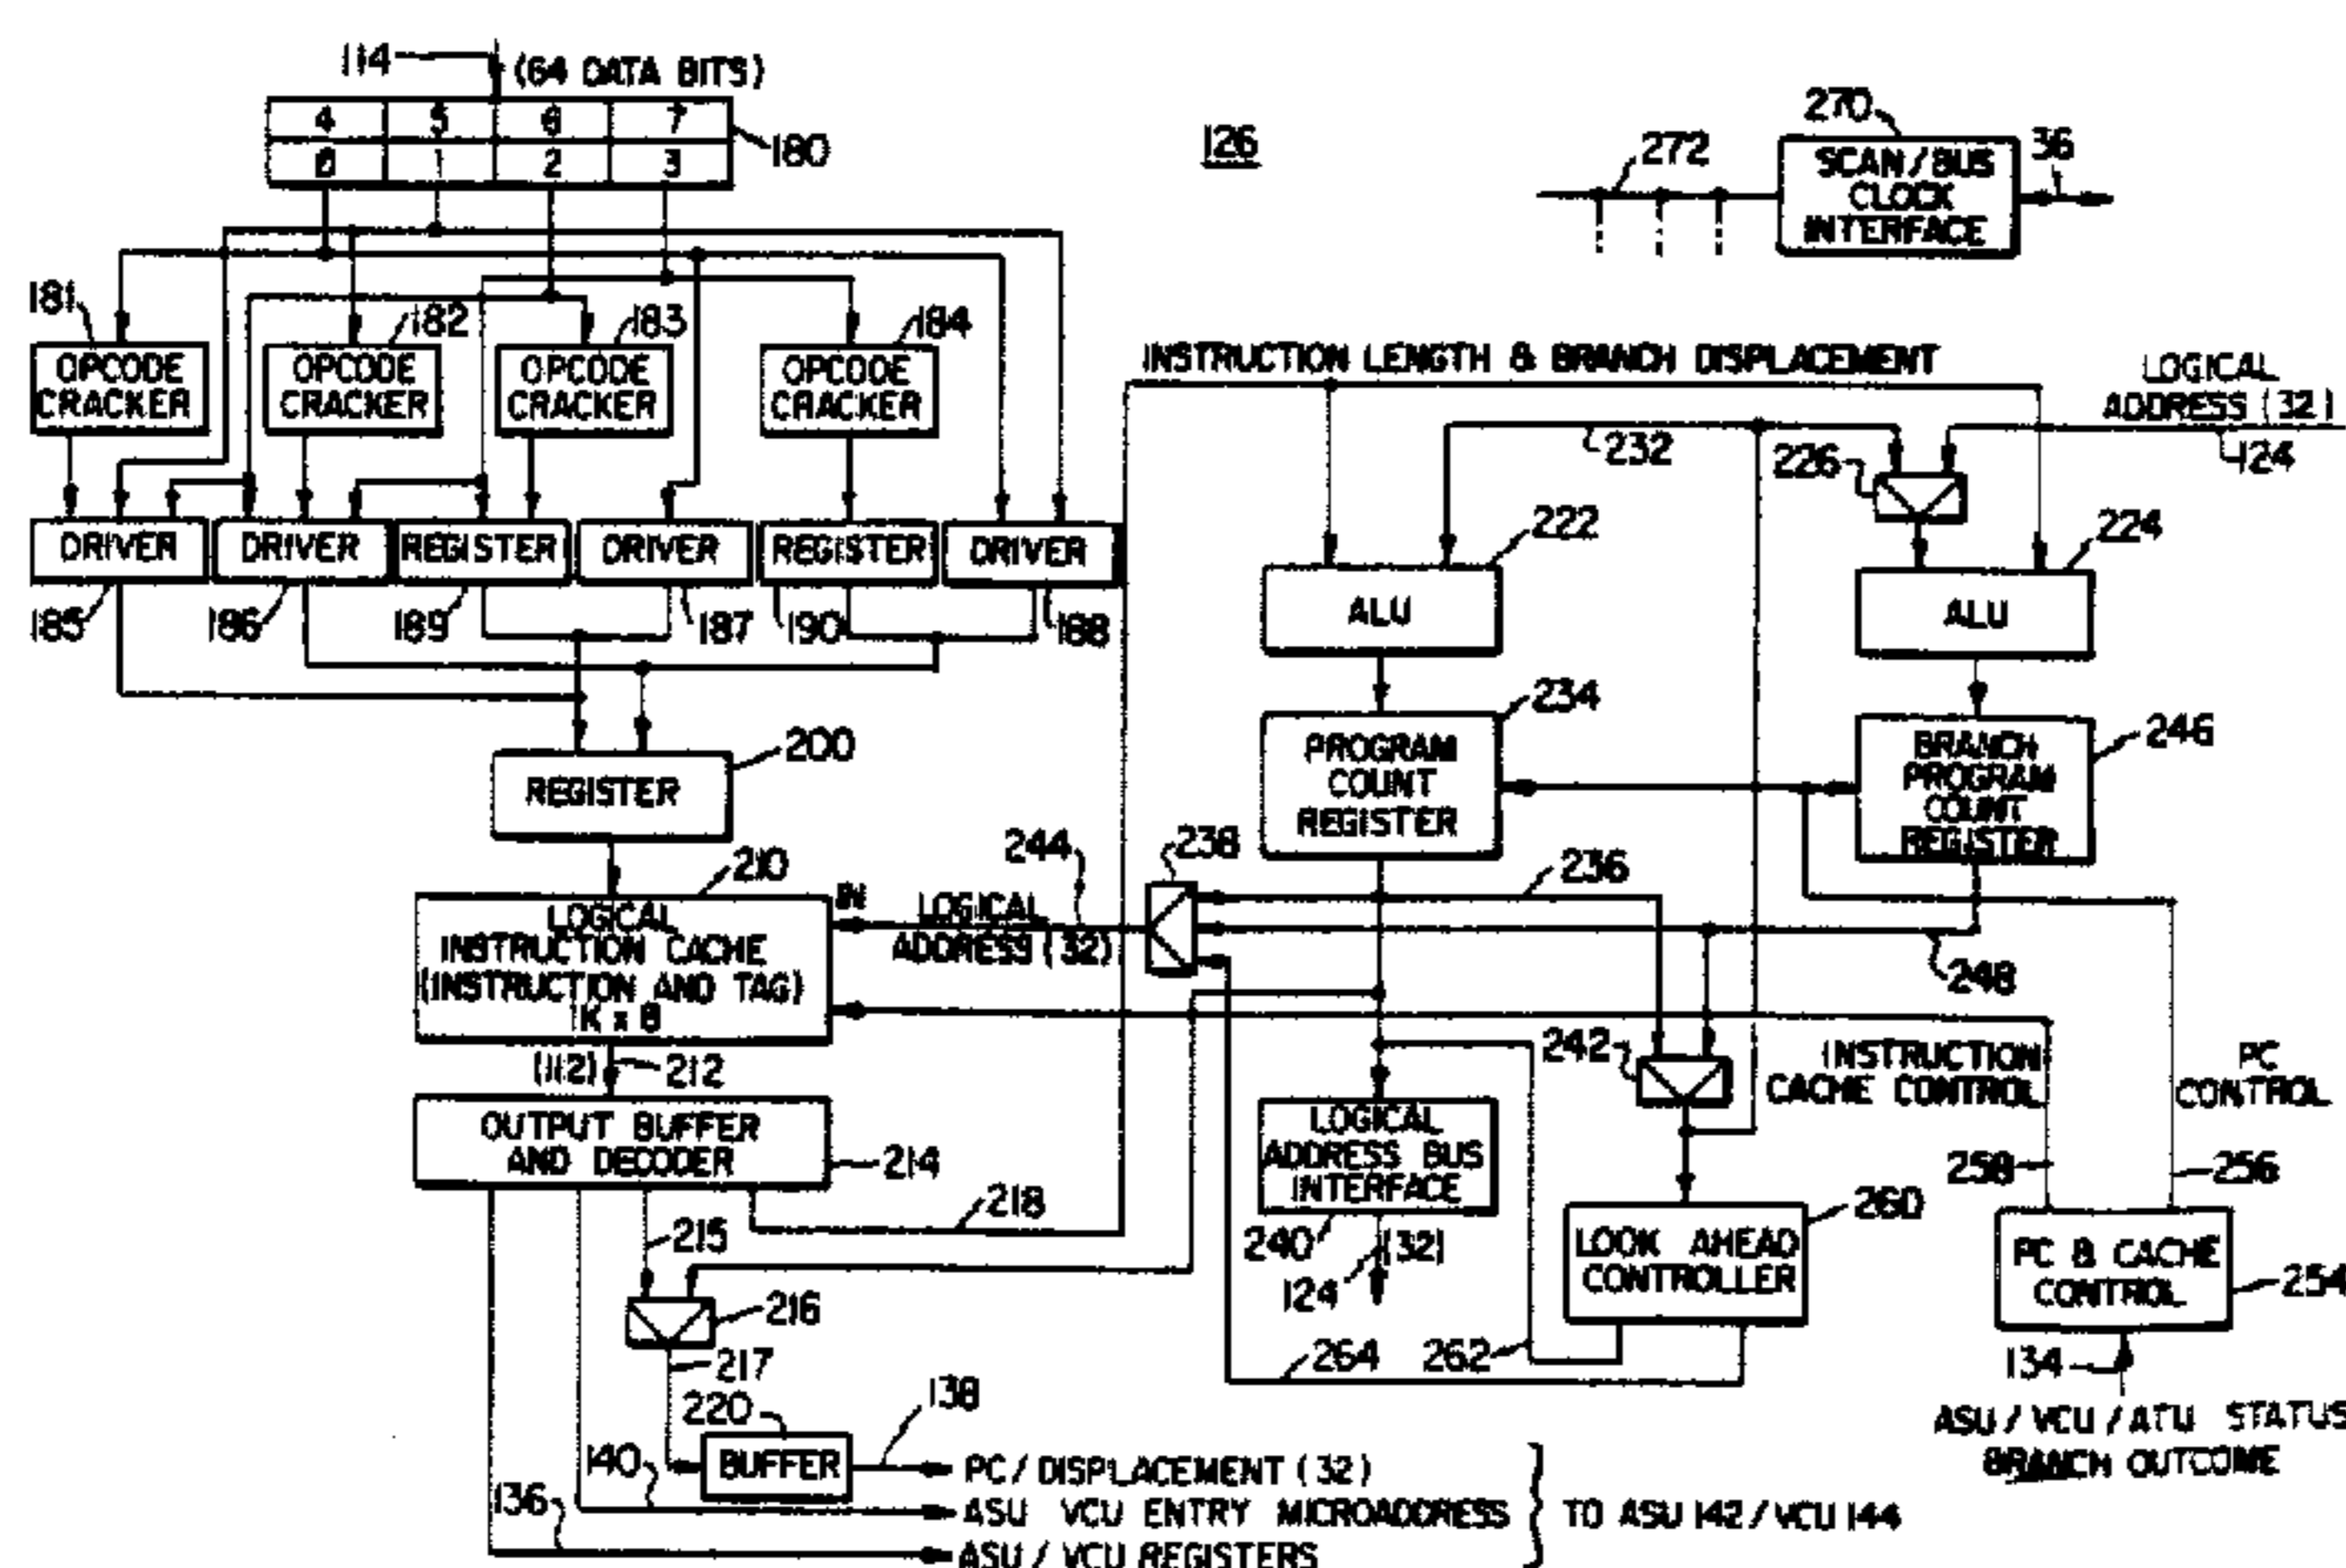 114 (64 DATA BITS)
4 5 6 7
0 1 2 3
180
126
270
SCAN/BUS
CLOCK
INTERFACE
272
36
181
182
183
184
OPCODE
CRACKER
OPCODE
CRACKER
OPCODE
CRACKER
OPCODE
CRACKER
INSTRUCTION LENGTH & BRANCH DISPLACEMENT
LOGICAL
ADDRESS (32)
124
232
226
222
224
DRIVER
DRIVER
REGISTER
DRIVER
REGISTER
DRIVER
185
186
189
187
190
188
ALU
ALU
234
246
PROGRAM
COUNT
REGISTER
BRANCH
PROGRAM
COUNT
REGISTER
200
REGISTER
210
244
238
236
248
IN
LOGICAL
ADDRESS (32)
LOGICAL
INSTRUCTION CACHE
(INSTRUCTION AND TAG)
1K x 8
(112)
212
242
INSTRUCTION
CACHE CONTROL
PC
CONTROL
OUTPUT BUFFER
AND DECODER
214
LOGICAL
ADDRESS BUS
INTERFACE
240
124
(32)
258
256
260
LOOK AHEAD
CONTROLLER
PC & CACHE
CONTROL
254
218
215
216
217
264
262
134
ASU / VCU / ATU STATUS
BRANCH OUTCOME
220
BUFFER
138
140
136
PC / DISPLACEMENT (32)
ASU VCU ENTRY MICROADDRESS
ASU / VCU REGISTERS
TO ASU 142 / VCU 144